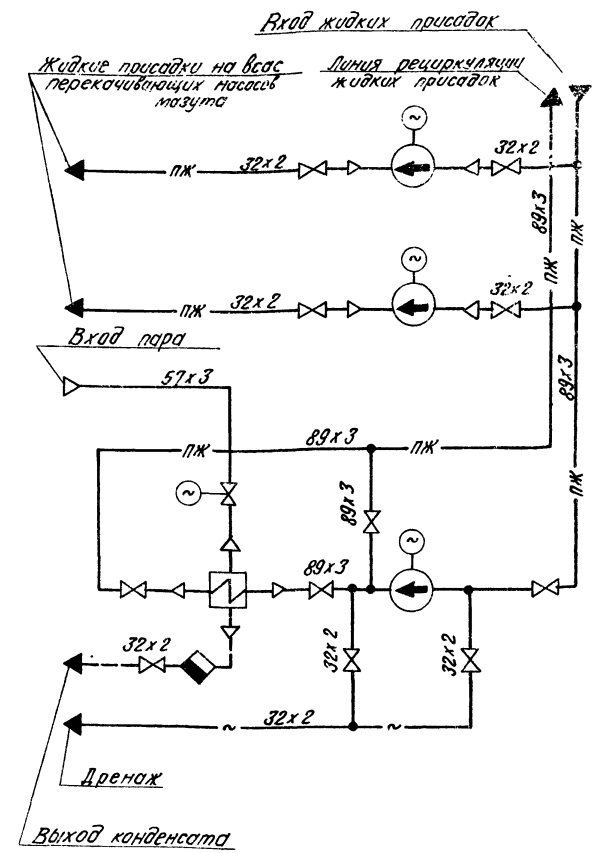 Вход жидких присадок
Жидкие присадки на всас
перекачивающих насосов
мазута
Линия рециркуляции
жидких присадок
~
32х2
32х2
ПЖ
89х3
ПЖ
~
ПЖ
32х2
32х2
ПЖ
Вход пара
57х3
89х3
ПЖ
89х3
ПЖ
~
89х3
ПЖ
~
89х3
32х2
32х2
32х2
~
32х2
~
Дренаж
Выход конденсата